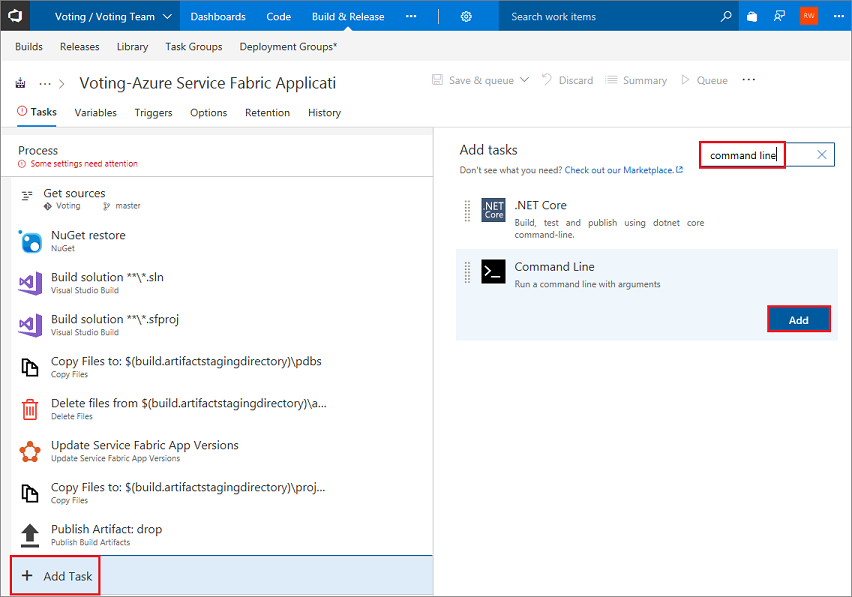 Voting / Voting Team
Dashboards
Code
Build & Release
Search work items
RW
Builds
Releases
Library
Task Groups
Deployment Groups*
Voting-Azure Service Fabric Applicati
Save & queue
Discard
Summary
Queue
Tasks
Variables
Triggers
Options
Retention
History
Process
Some settings need attention
Get sources
Voting
master
NuGet restore
NuGet
Build solution **\*.sln
Visual Studio Build
Build solution **\*.sfproj
Visual Studio Build
Copy Files to: $(build.artifactstagingdirectory)\pdbs
Copy Files
Delete files from $(build.artifactstagingdirectory)\a...
Delete Files
Update Service Fabric App Versions
Update Service Fabric App Versions
Copy Files to: $(build.artifactstagingdirectory)\proj...
Copy Files
Publish Artifact: drop
Publish Build Artifacts
+ Add Task
Add tasks
command line
Don't see what you need? Check out our Marketplace.
.NET
Core
.NET Core
Build, test and publish using dotnet core
command-line.
Command Line
Run a command line with arguments
Add